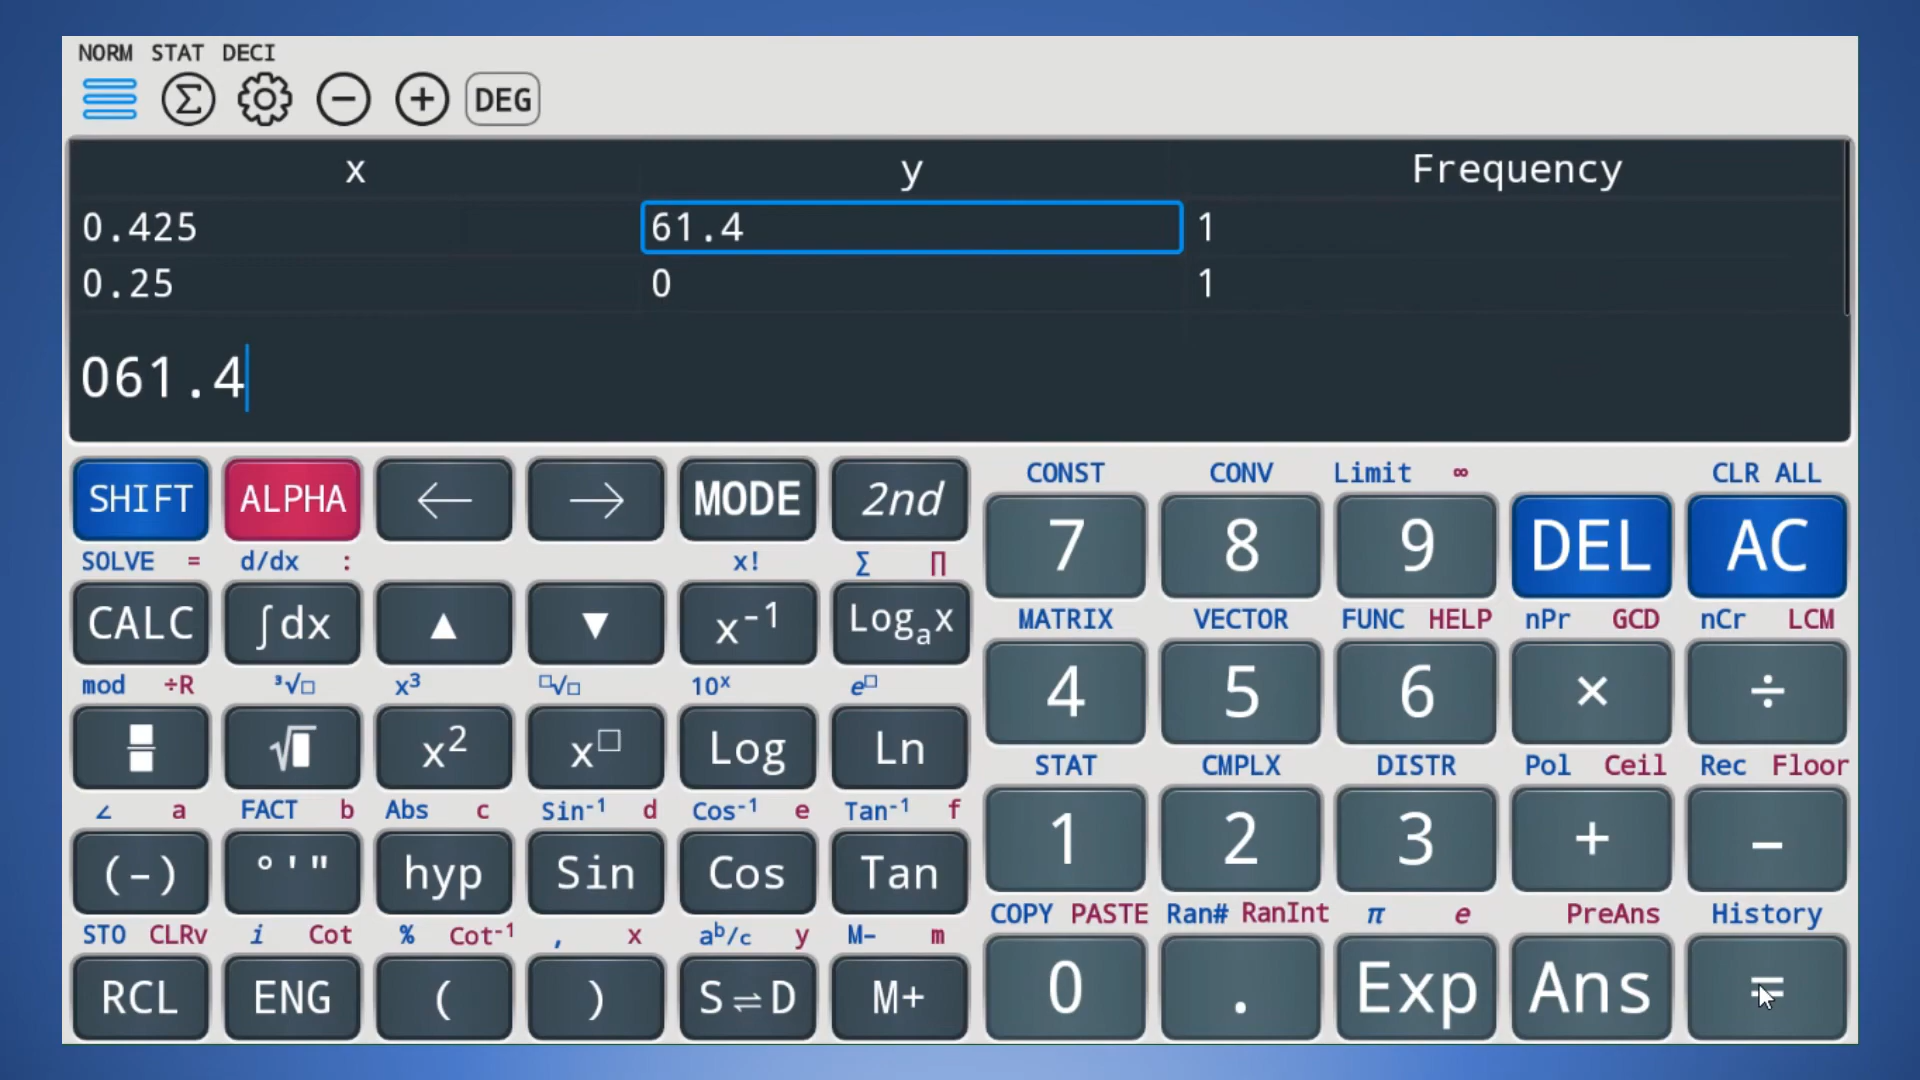 NORM STAT DECI
Σ − + DEG
x y Frequency
0.425 61.4 1
0.25 0 1
061.4
SHIFT ALPHA ← → MODE 2nd
CONST CONV Limit ∞ CLR ALL
7 8 9 DEL AC
SOLVE = d/dx : x! ∑ ∏
CALC ∫dx ▲ ▼ x⁻¹ Logₐx
MATRIX VECTOR FUNC HELP nPr GCD nCr LCM
4 5 6 × ÷
mod ÷R ³√□ x³ □√□ 10ˣ e□
√ x² x□ Log Ln
STAT CMPLX DISTR Pol Ceil Rec Floor
1 2 3 + −
∠ a FACT b Abs c Sin⁻¹ d Cos⁻¹ e Tan⁻¹ f
(−) °'" hyp Sin Cos Tan
COPY PASTE Ran# RanInt π e PreAns History
0 . Exp Ans =
STO CLRv i Cot % Cot⁻¹ , x aᵇ/c y M− m
RCL ENG ( ) S⇌D M+